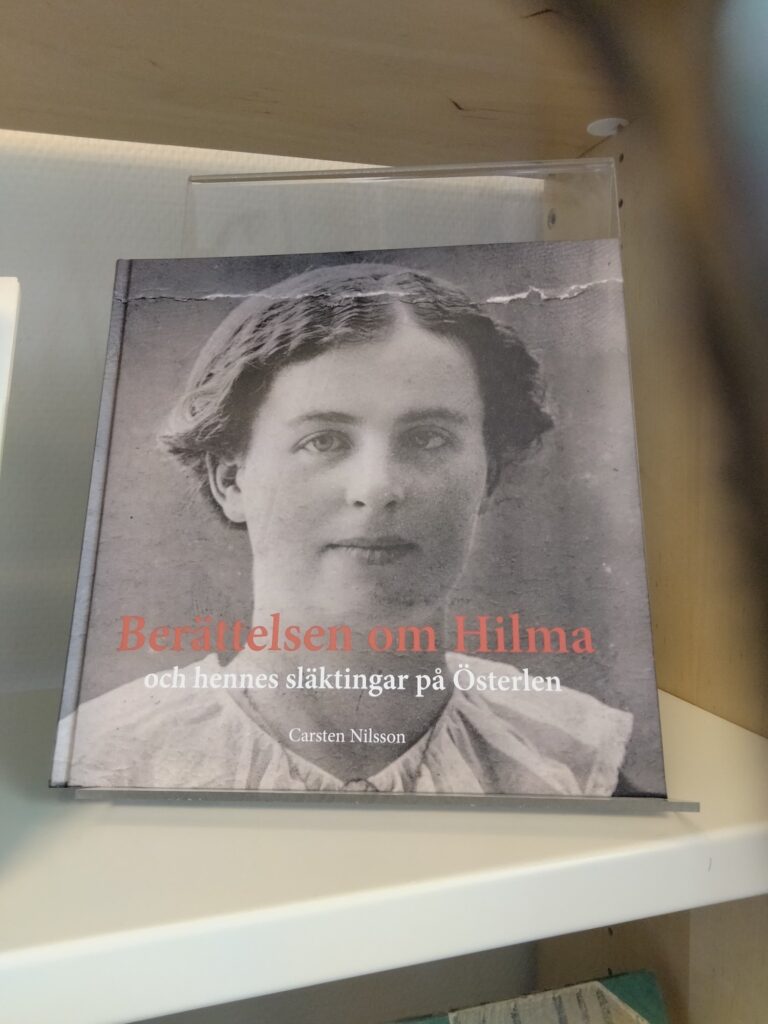 Berättelsen om Hilma
och hennes släktingar på Österlen
Carsten Nilsson